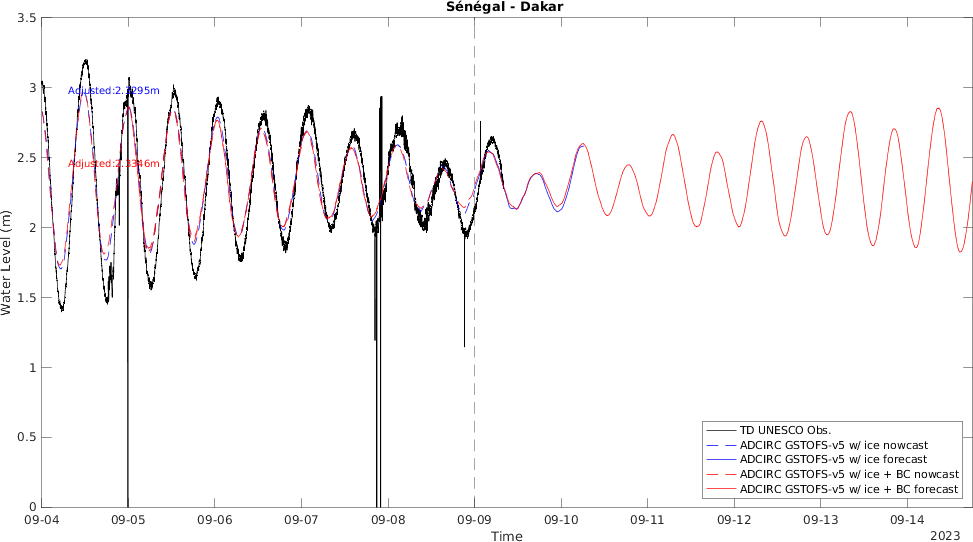 Sénégal - Dakar
3.5
3
2.5
2
1.5
1
0.5
0
Water Level (m)
Adjusted:2.3346m
09-04 09-05 09-06 09-07 09-08 09-09 09-10 09-11 09-12 09-13 09-14
Time
2023
TD UNESCO Obs.
ADCIRC GSTOFS-v5 w/ ice nowcast
ADCIRC GSTOFS-v5 w/ ice forecast
ADCIRC GSTOFS-v5 w/ ice + BC nowcast
ADCIRC GSTOFS-v5 w/ ice + BC forecast